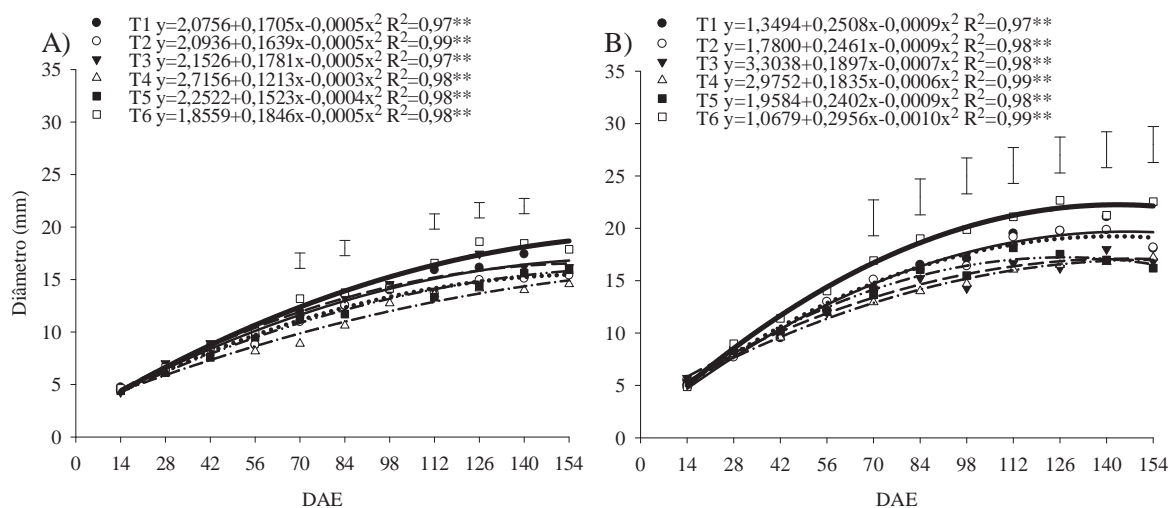 A)
T1 y=2,0756+0,1705x-0,0005x² R²=0,97**
T2 y=2,0936+0,1639x-0,0005x² R²=0,99**
T3 y=2,1526+0,1781x-0,0005x² R²=0,97**
T4 y=2,7156+0,1213x-0,0003x² R²=0,98**
T5 y=2,2522+0,1523x-0,0004x² R²=0,98**
T6 y=1,8559+0,1846x-0,0005x² R²=0,98**
35
30
25
20
15
10
5
0
Diâmetro (mm)
0 14 28 42 56 70 84 98 112 126 140 154
DAE
B)
T1 y=1,3494+0,2508x-0,0009x² R²=0,97**
T2 y=1,7800+0,2461x-0,0009x² R²=0,98**
T3 y=3,3038+0,1897x-0,0007x² R²=0,98**
T4 y=2,9752+0,1835x-0,0006x² R²=0,99**
T5 y=1,9584+0,2402x-0,0009x² R²=0,98**
T6 y=1,0679+0,2956x-0,0010x² R²=0,99**
35
30
25
20
15
10
5
0
0 14 28 42 56 70 84 98 112 126 140 154
DAE